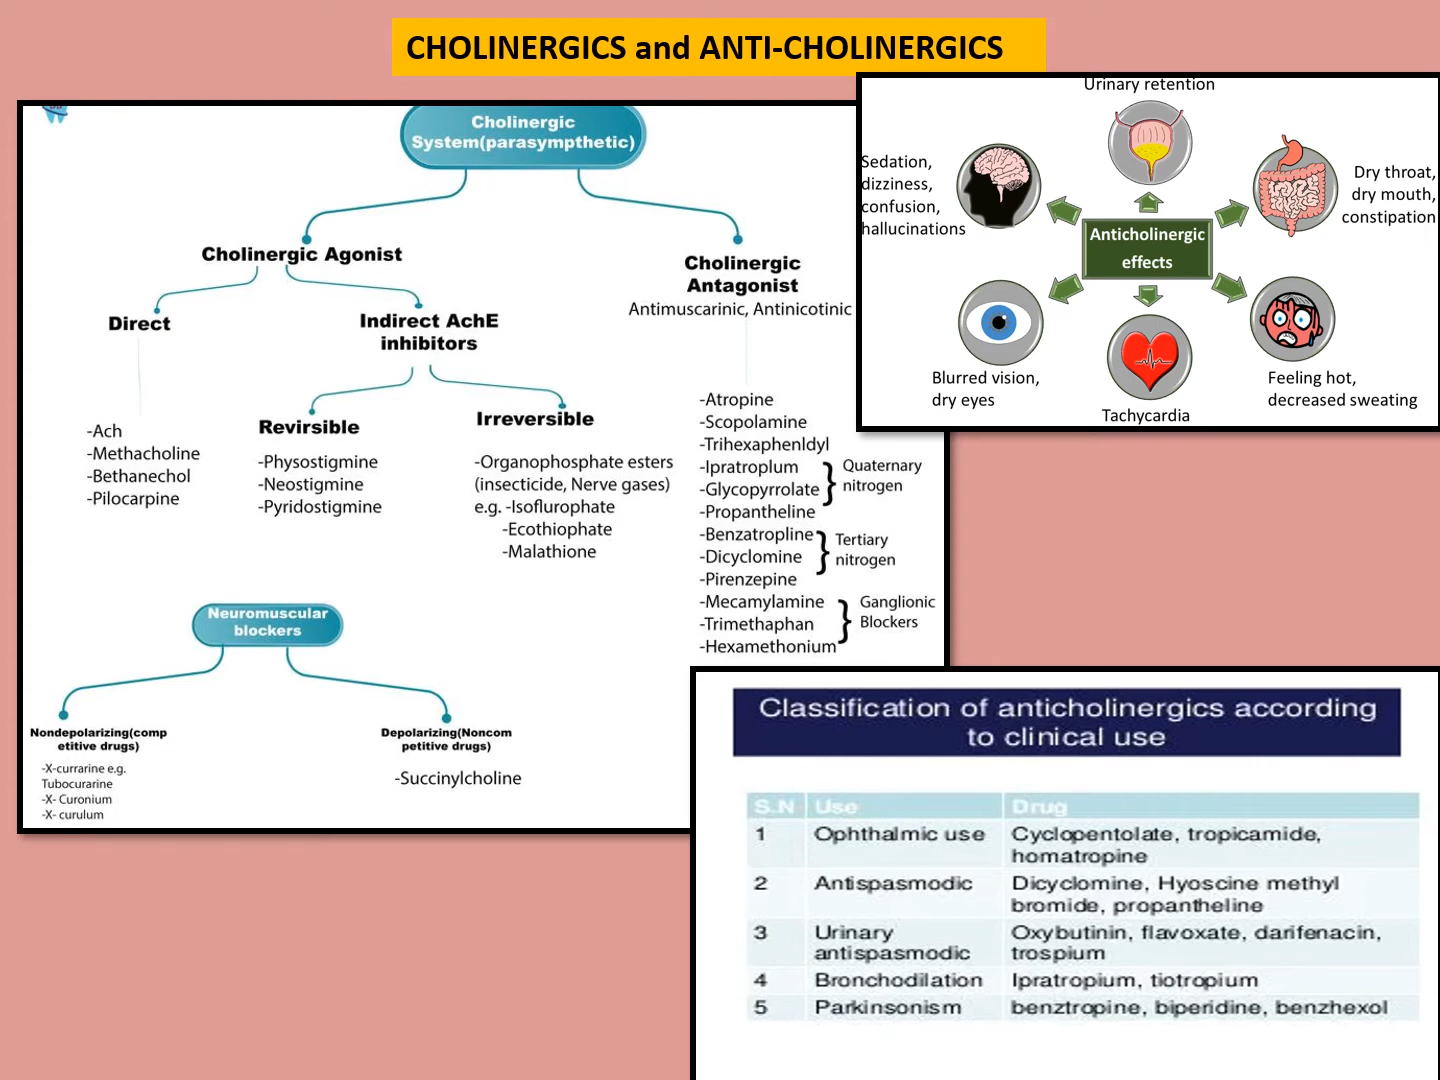 CHOLINERGICS and ANTI-CHOLINERGICS
Cholinergic
System(parasympthetic)
Cholinergic Agonist
Cholinergic
Antagonist
Antimuscarinic, Antinicotinic
Direct
Indirect AchE
inhibitors
Revirsible
Irreversible
-Ach
-Methacholine
-Bethanechol
-Pilocarpine
-Physostigmine
-Neostigmine
-Pyridostigmine
-Organophosphate esters
(insecticide, Nerve gases)
e.g. -Isoflurophate
-Ecothiophate
-Malathione
-Atropine
-Scopolamine
-Trihexaphenldyl
-Ipratroplum
-Glycopyrrolate
-Propantheline
-Benzatropline
-Dicyclomine
-Pirenzepine
-Mecamylamine
-Trimethaphan
-Hexamethonium
Quaternary
nitrogen
Tertiary
nitrogen
Ganglionic
Blockers
Neuromuscular
blockers
Nondepolarizing(comp
etitive drugs)
-X-currarine e.g.
Tubocurarine
-X- Curonium
-X- curulum
Depolarizing(Noncom
petitive drugs)
-Succinylcholine
Urinary retention
Sedation,
dizziness,
confusion,
hallucinations
Dry throat,
dry mouth,
constipation
Anticholinergic
effects
Blurred vision,
dry eyes
Tachycardia
Feeling hot,
decreased sweating
Classification of anticholinergics according
to clinical use
S.N Use Drug
1 Ophthalmic use Cyclopentolate, tropicamide,
homatropine
2 Antispasmodic Dicyclomine, Hyoscine methyl
bromide, propantheline
3 Urinary Oxybutinin, flavoxate, darifenacin,
antispasmodic trospium
4 Bronchodilation Ipratropium, tiotropium
5 Parkinsonism benztropine, biperidine, benzhexol